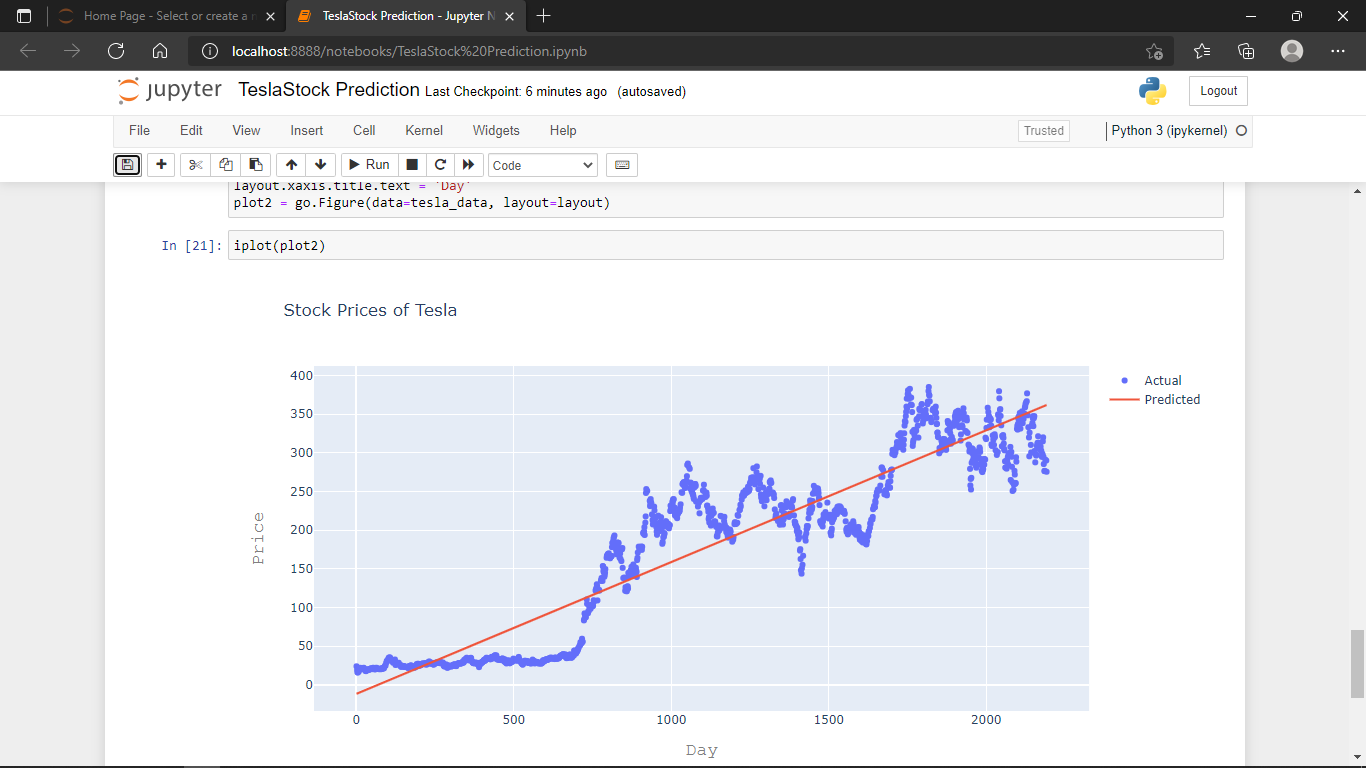 Home Page - Select or create a n
TeslaStock Prediction - Jupyter N
localhost:8888/notebooks/TeslaStock%20Prediction.ipynb
jupyter TeslaStock Prediction Last Checkpoint: 6 minutes ago (autosaved)
Logout
File Edit View Insert Cell Kernel Widgets Help
Trusted
Python 3 (ipykernel)
Run
Code
layout.xaxis.title.text = 'Day'
plot2 = go.Figure(data=tesla_data, layout=layout)
In [21]: iplot(plot2)
Stock Prices of Tesla
400
350
300
250
200
150
100
50
0
Price
Actual
Predicted
0 500 1000 1500 2000
Day